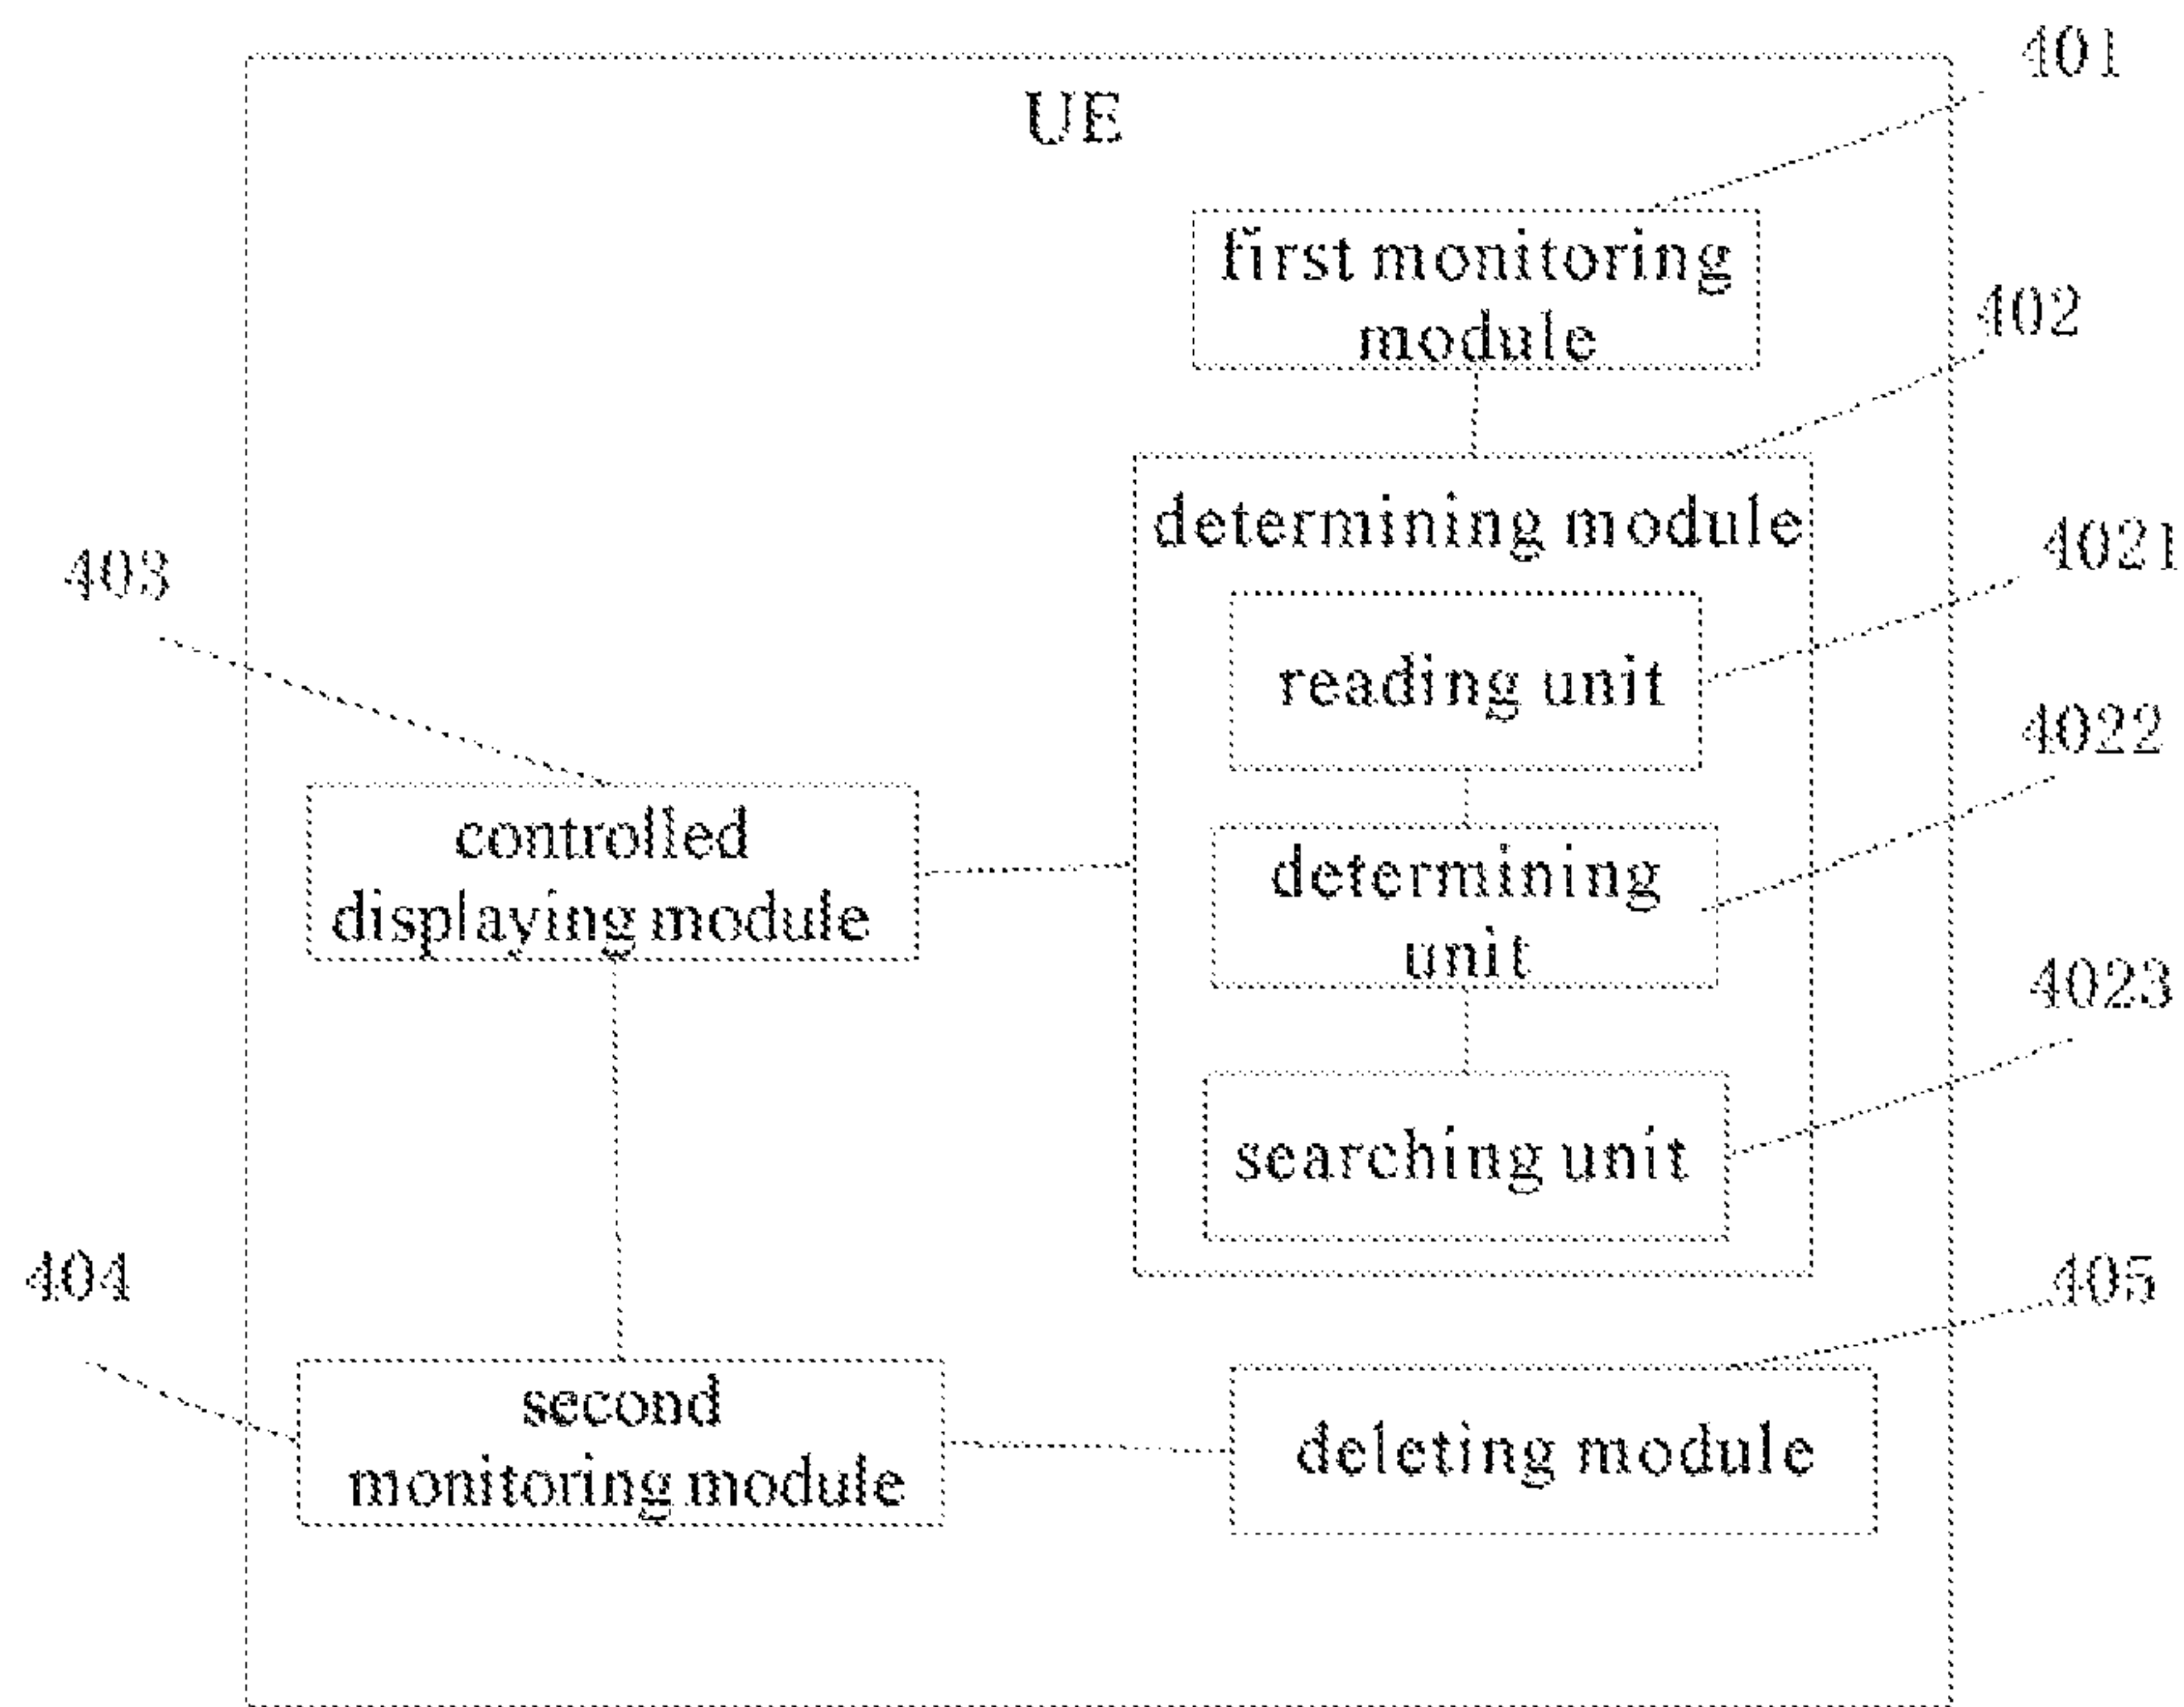 401
UE
first monitoring
module
402
determining module
4021
403
reading unit
4022
controlled
displaying module
determining
unit
4023
searching unit
404
405
second
monitoring module
deleting module